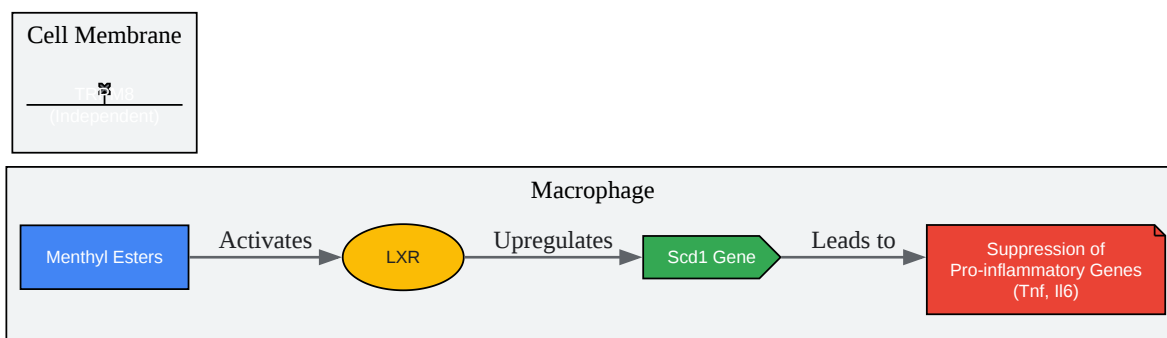 Cell Membrane
TRPM8
(Independent)
Macrophage
Menthyl Esters
Activates
LXR
Upregulates
Scd1 Gene
Leads to
Suppression of
Pro-inflammatory Genes
(Tnf, Il6)